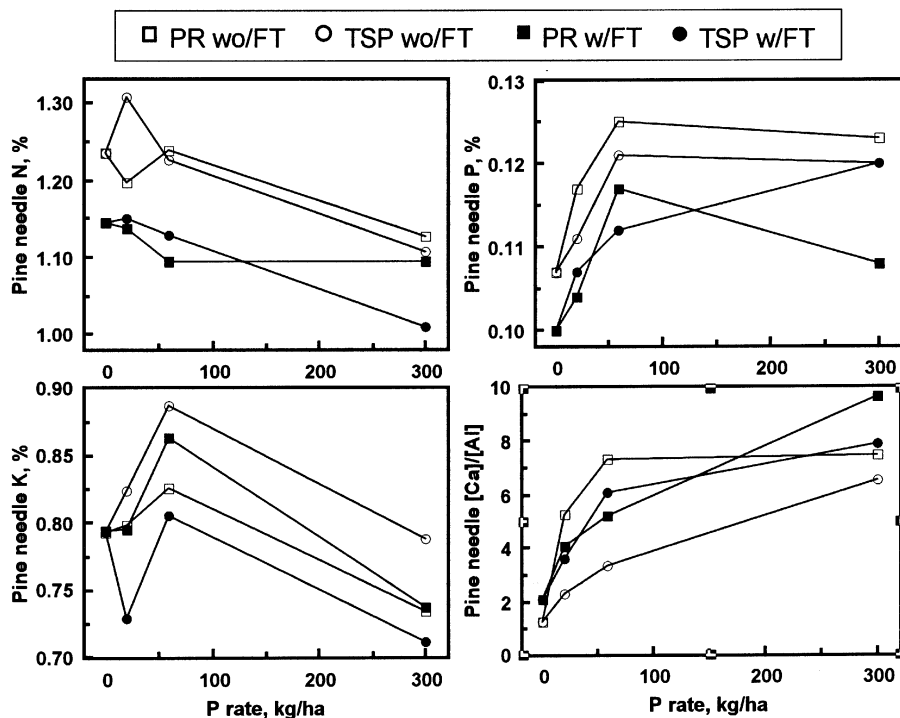 PR wo/FT TSP wo/FT PR w/FT TSP w/FT
Pine needle N, %
1.30
1.20
1.10
1.00
0 100 200 300
Pine needle P, %
0.13
0.12
0.11
0.10
0 100 200 300
Pine needle K, %
0.90
0.85
0.80
0.75
0.70
0 100 200 300
P rate, kg/ha
Pine needle [Ca]/[Al]
10
8
6
4
2
0
0 100 200 300
P rate, kg/ha